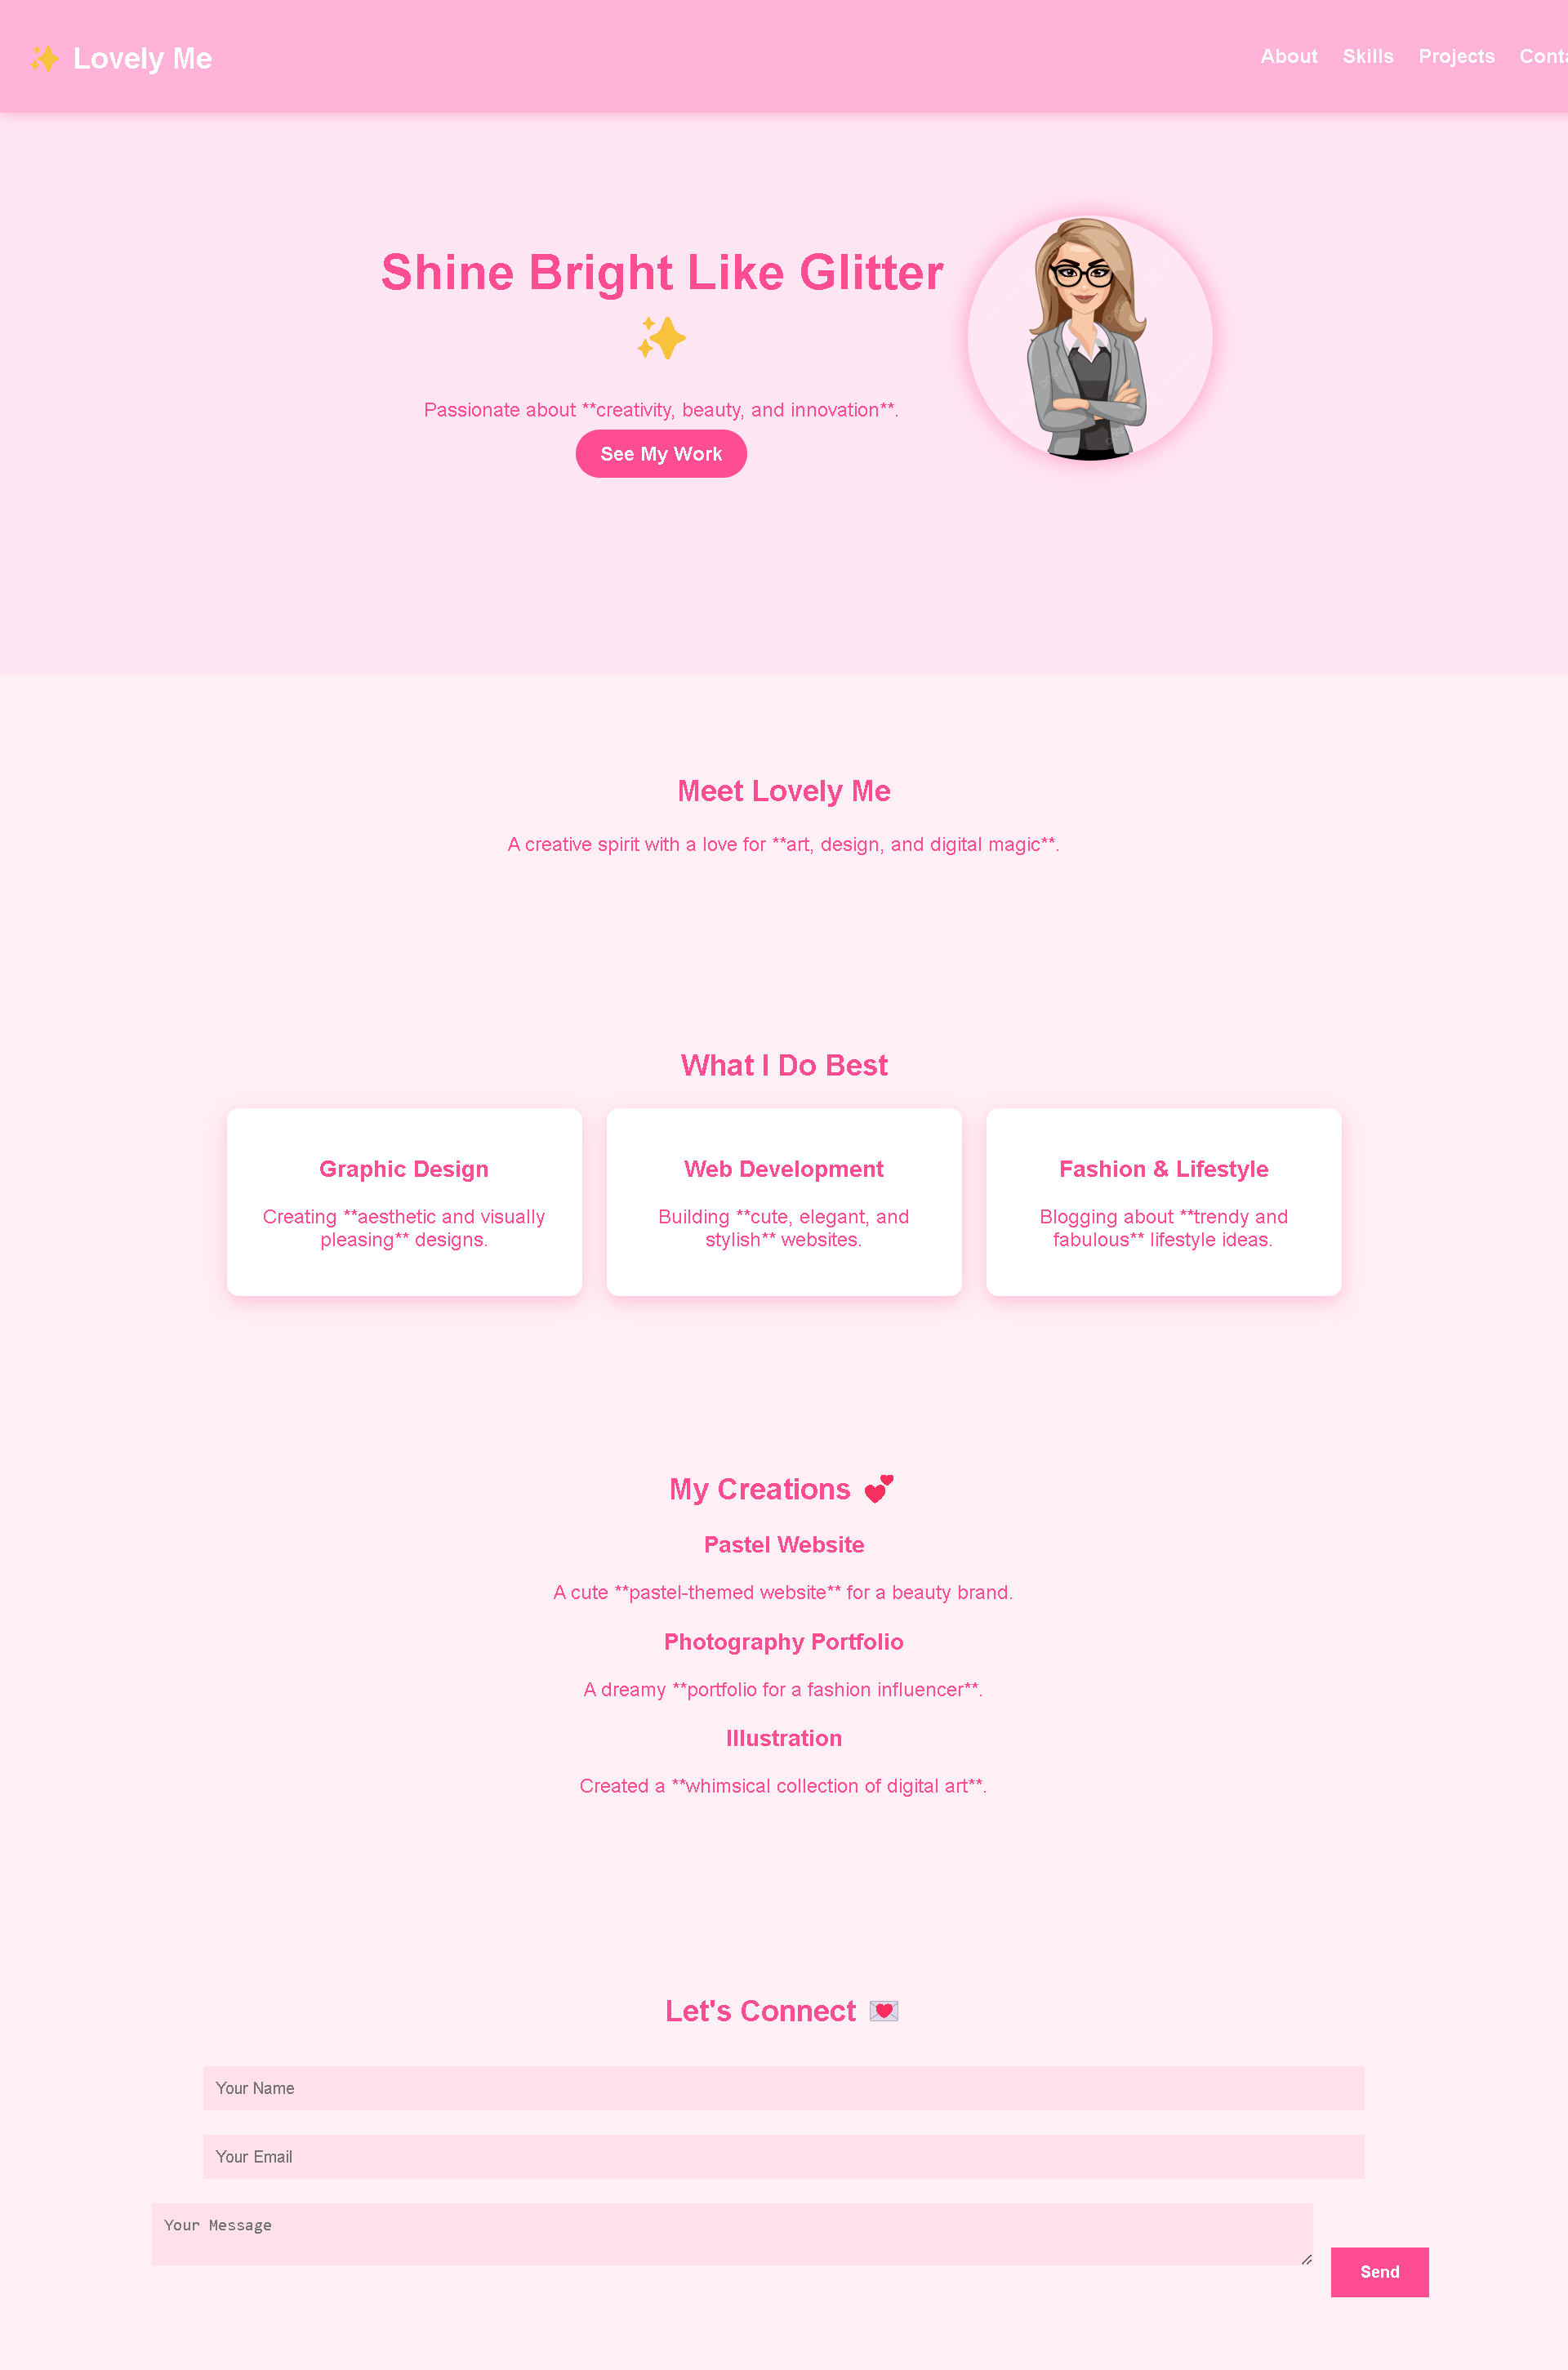 ✨ Lovely Me
About Skills Projects Conta
Shine Bright Like Glitter
✨
Passionate about **creativity, beauty, and innovation**.
See My Work
Meet Lovely Me
A creative spirit with a love for **art, design, and digital magic**.
What I Do Best
Graphic Design
Creating **aesthetic and visually
pleasing** designs.
Web Development
Building **cute, elegant, and
stylish** websites.
Fashion & Lifestyle
Blogging about **trendy and
fabulous** lifestyle ideas.
My Creations 💕
Pastel Website
A cute **pastel-themed website** for a beauty brand.
Photography Portfolio
A dreamy **portfolio for a fashion influencer**.
Illustration
Created a **whimsical collection of digital art**.
Let's Connect 💌
Your Name
Your Email
Your Message
Send